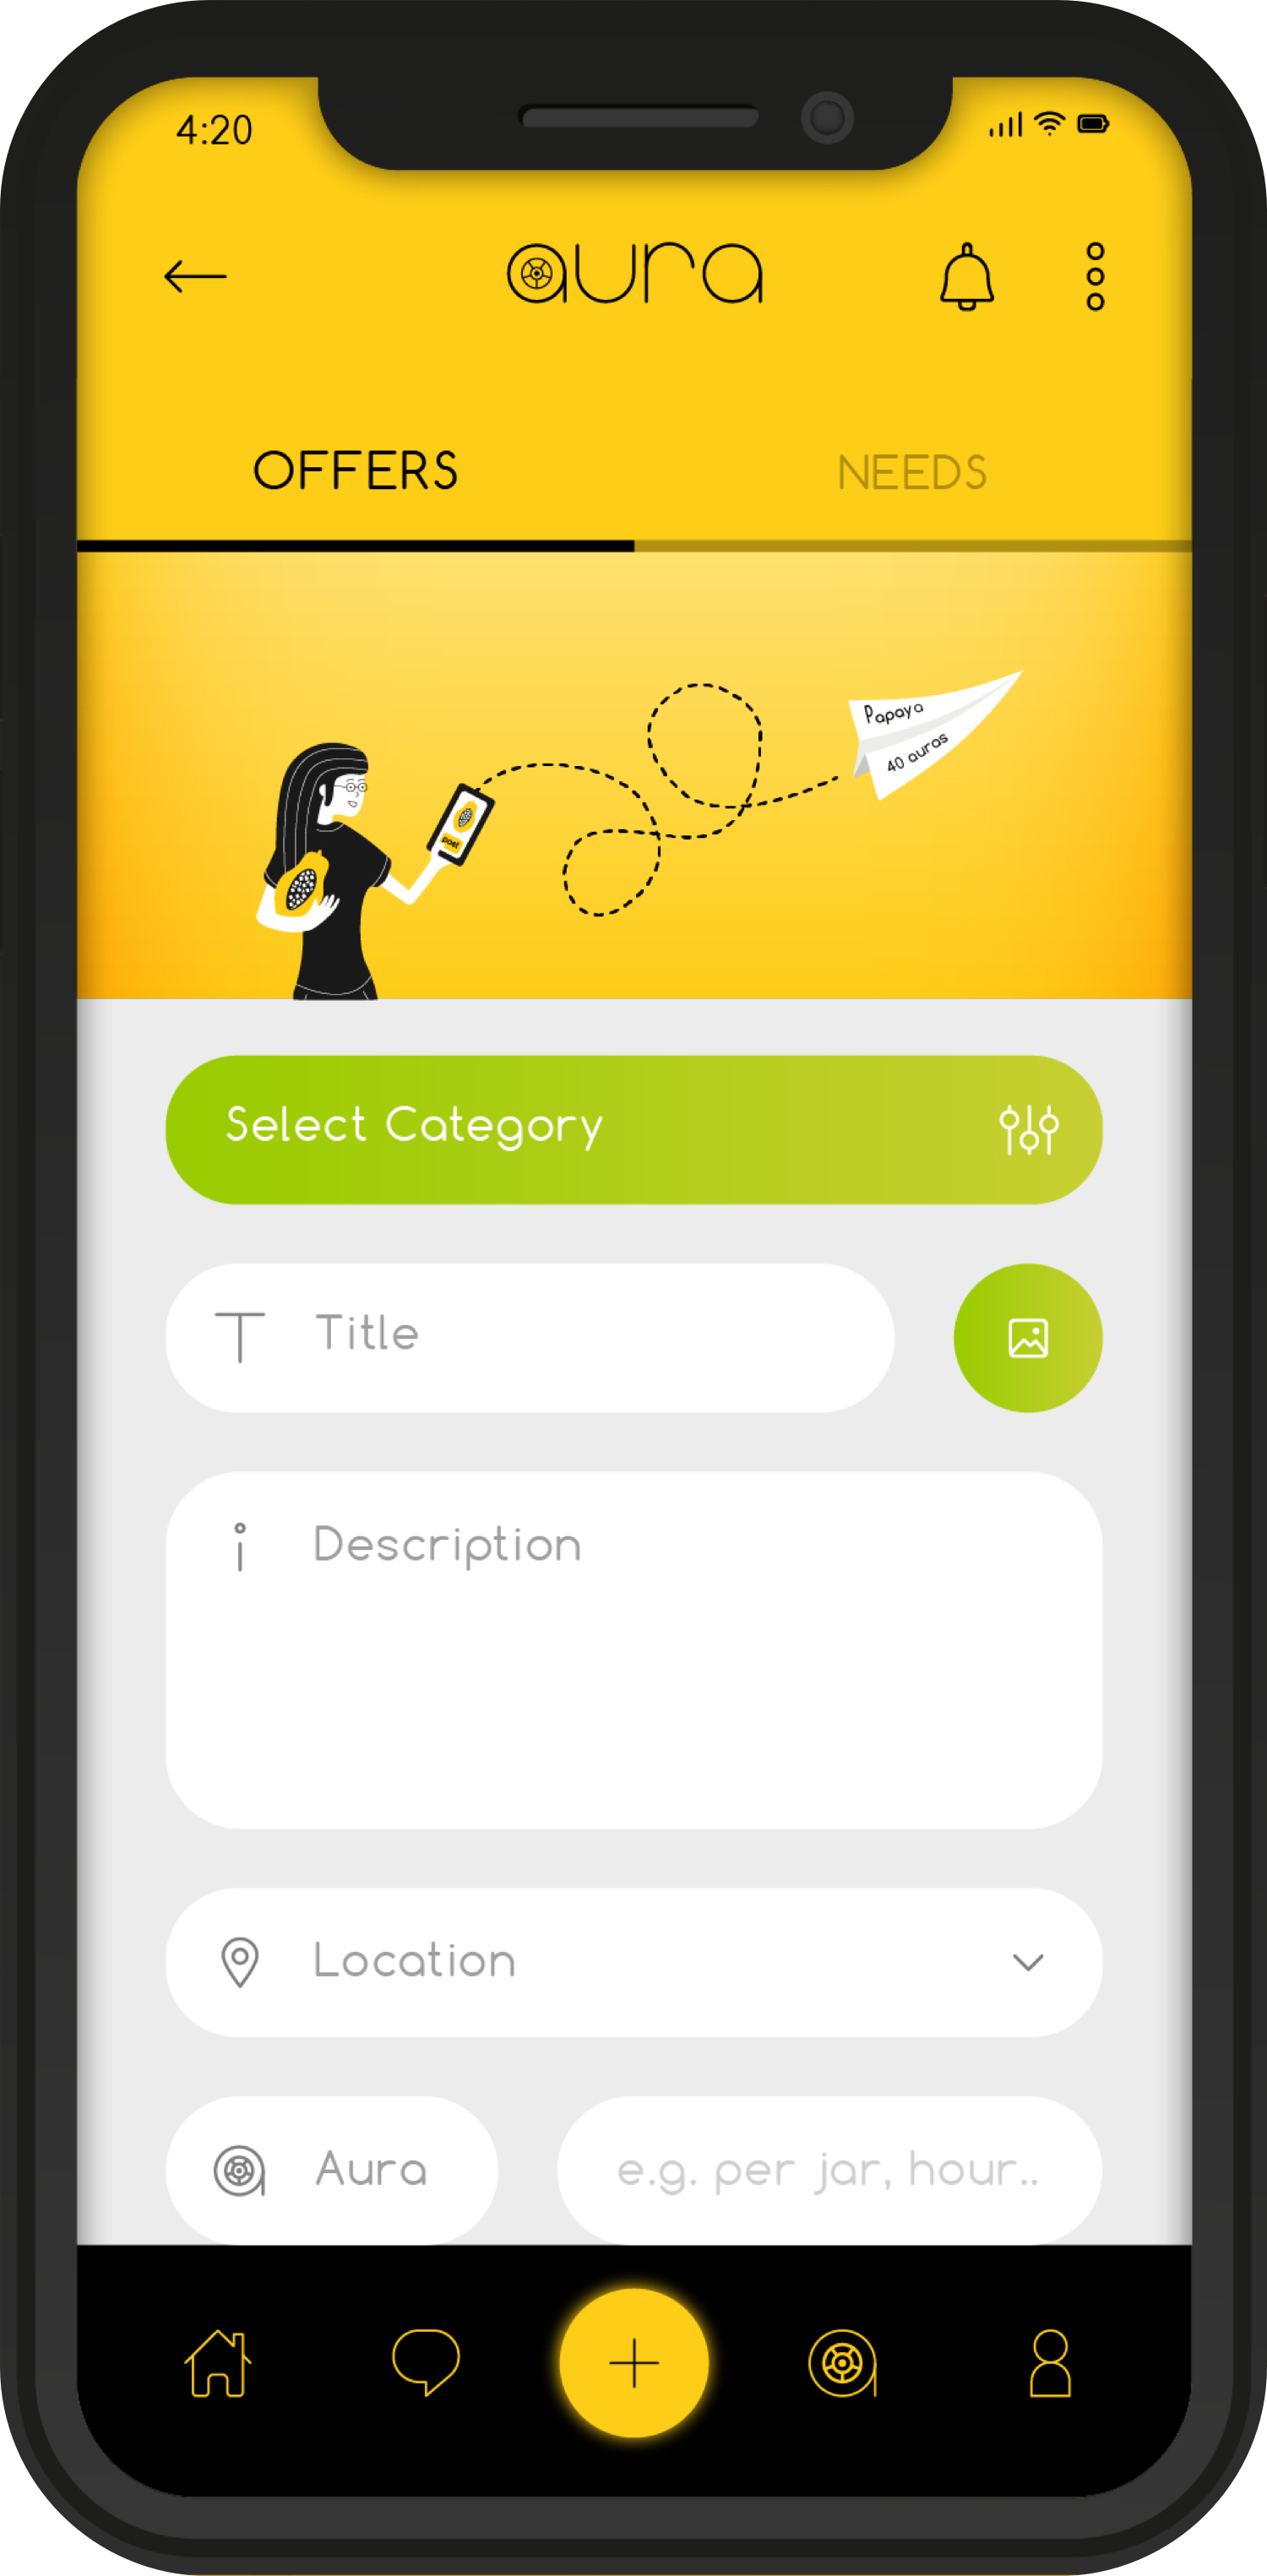 4:20
aura
OFFERS NEEDS
Papaya
40 auras
post
Select Category
Title
Description
Location
Aura e.g. per jar, hour..